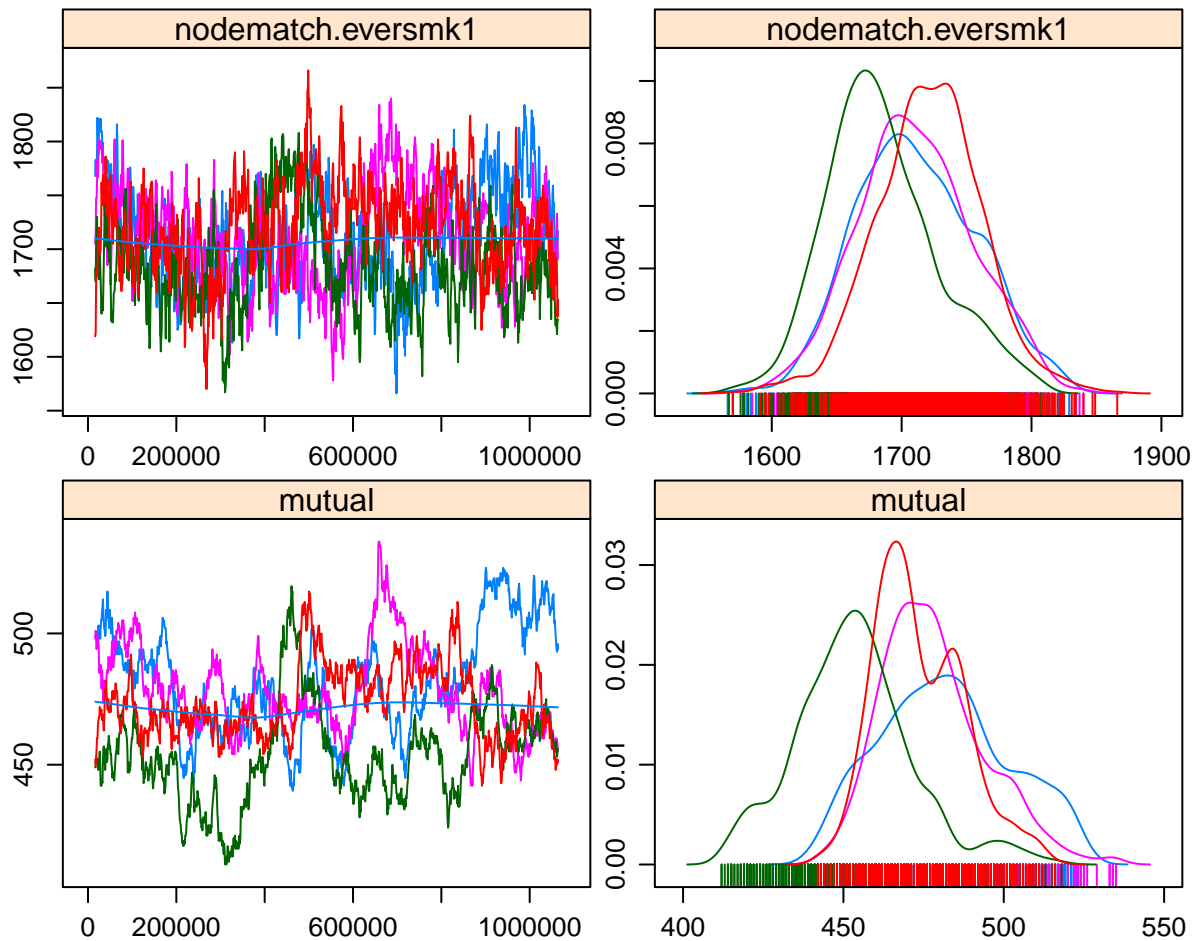 nodematch.eversmk1
1600 1700 1800
0 200000 600000 1000000
nodematch.eversmk1
0.000 0.004 0.008
1600 1700 1800 1900
mutual
450 500
0 200000 600000 1000000
mutual
0.00 0.01 0.02 0.03
400 450 500 550